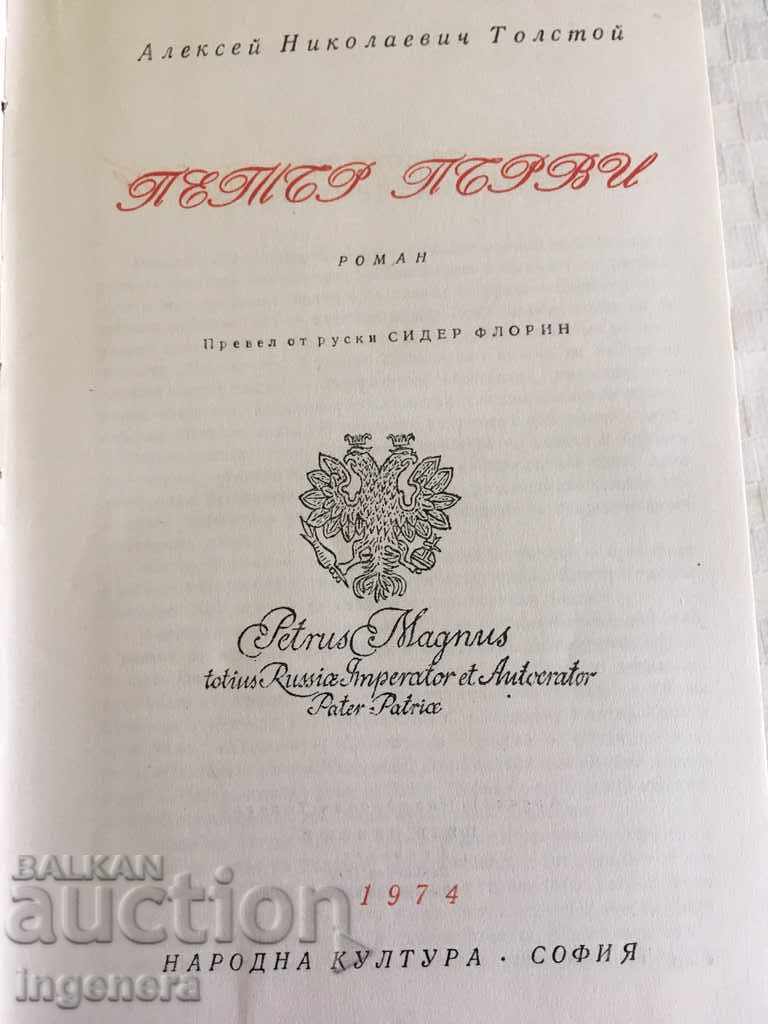 Алексей Николаевич Толстой
ПЕТЪР ПЪРВИ
РОМАН
Превел от руски СИДЕР ФЛОРИН
Petrus Magnus
totius Russiæ Imperator et Autocrator
Pater Patriæ
1974
НАРОДНА КУЛТУРА · СОФИЯ
BALKAN
auction
ingenera